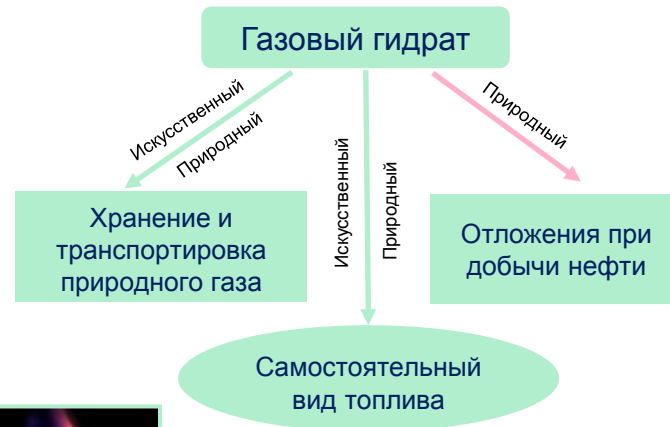 Газовый гидрат
Искусственный
Природный
Искусственный
Природный
Природный
Хранение и
транспортировка
природного газа
Отложения при
добычи нефти
Самостоятельный
вид топлива